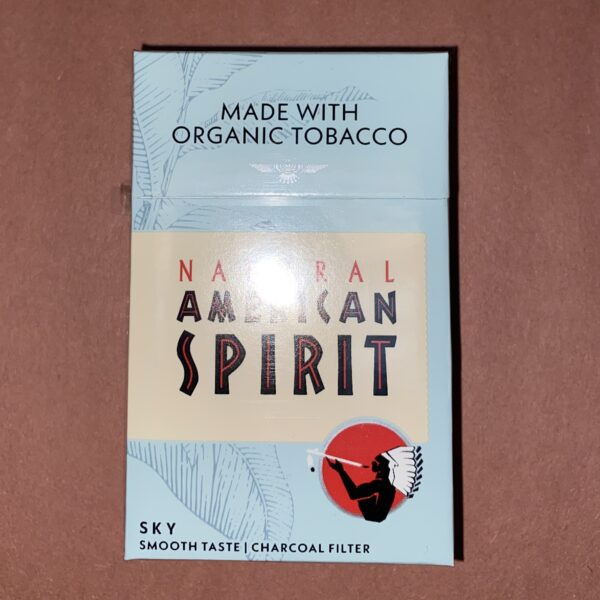 MADE WITH
ORGANIC TOBACCO
NATURAL
AMERICAN
SPIRIT
SKY
SMOOTH TASTE | CHARCOAL FILTER